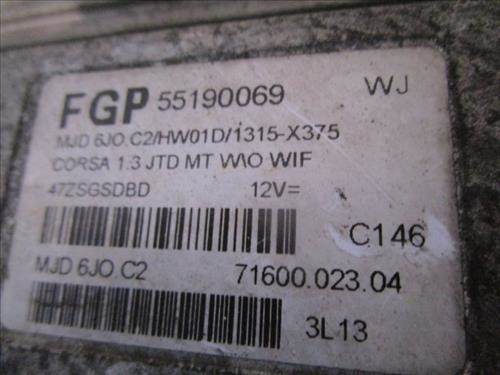 FGP 55190069 WJ
MJD 6JO.C2/HW01D/1315-X375
CORSA 1.3 JTD MT W\O WIF
47ZSGSDBD 12V=
C146
MJD 6JO.C2 71600.023.04
3L13